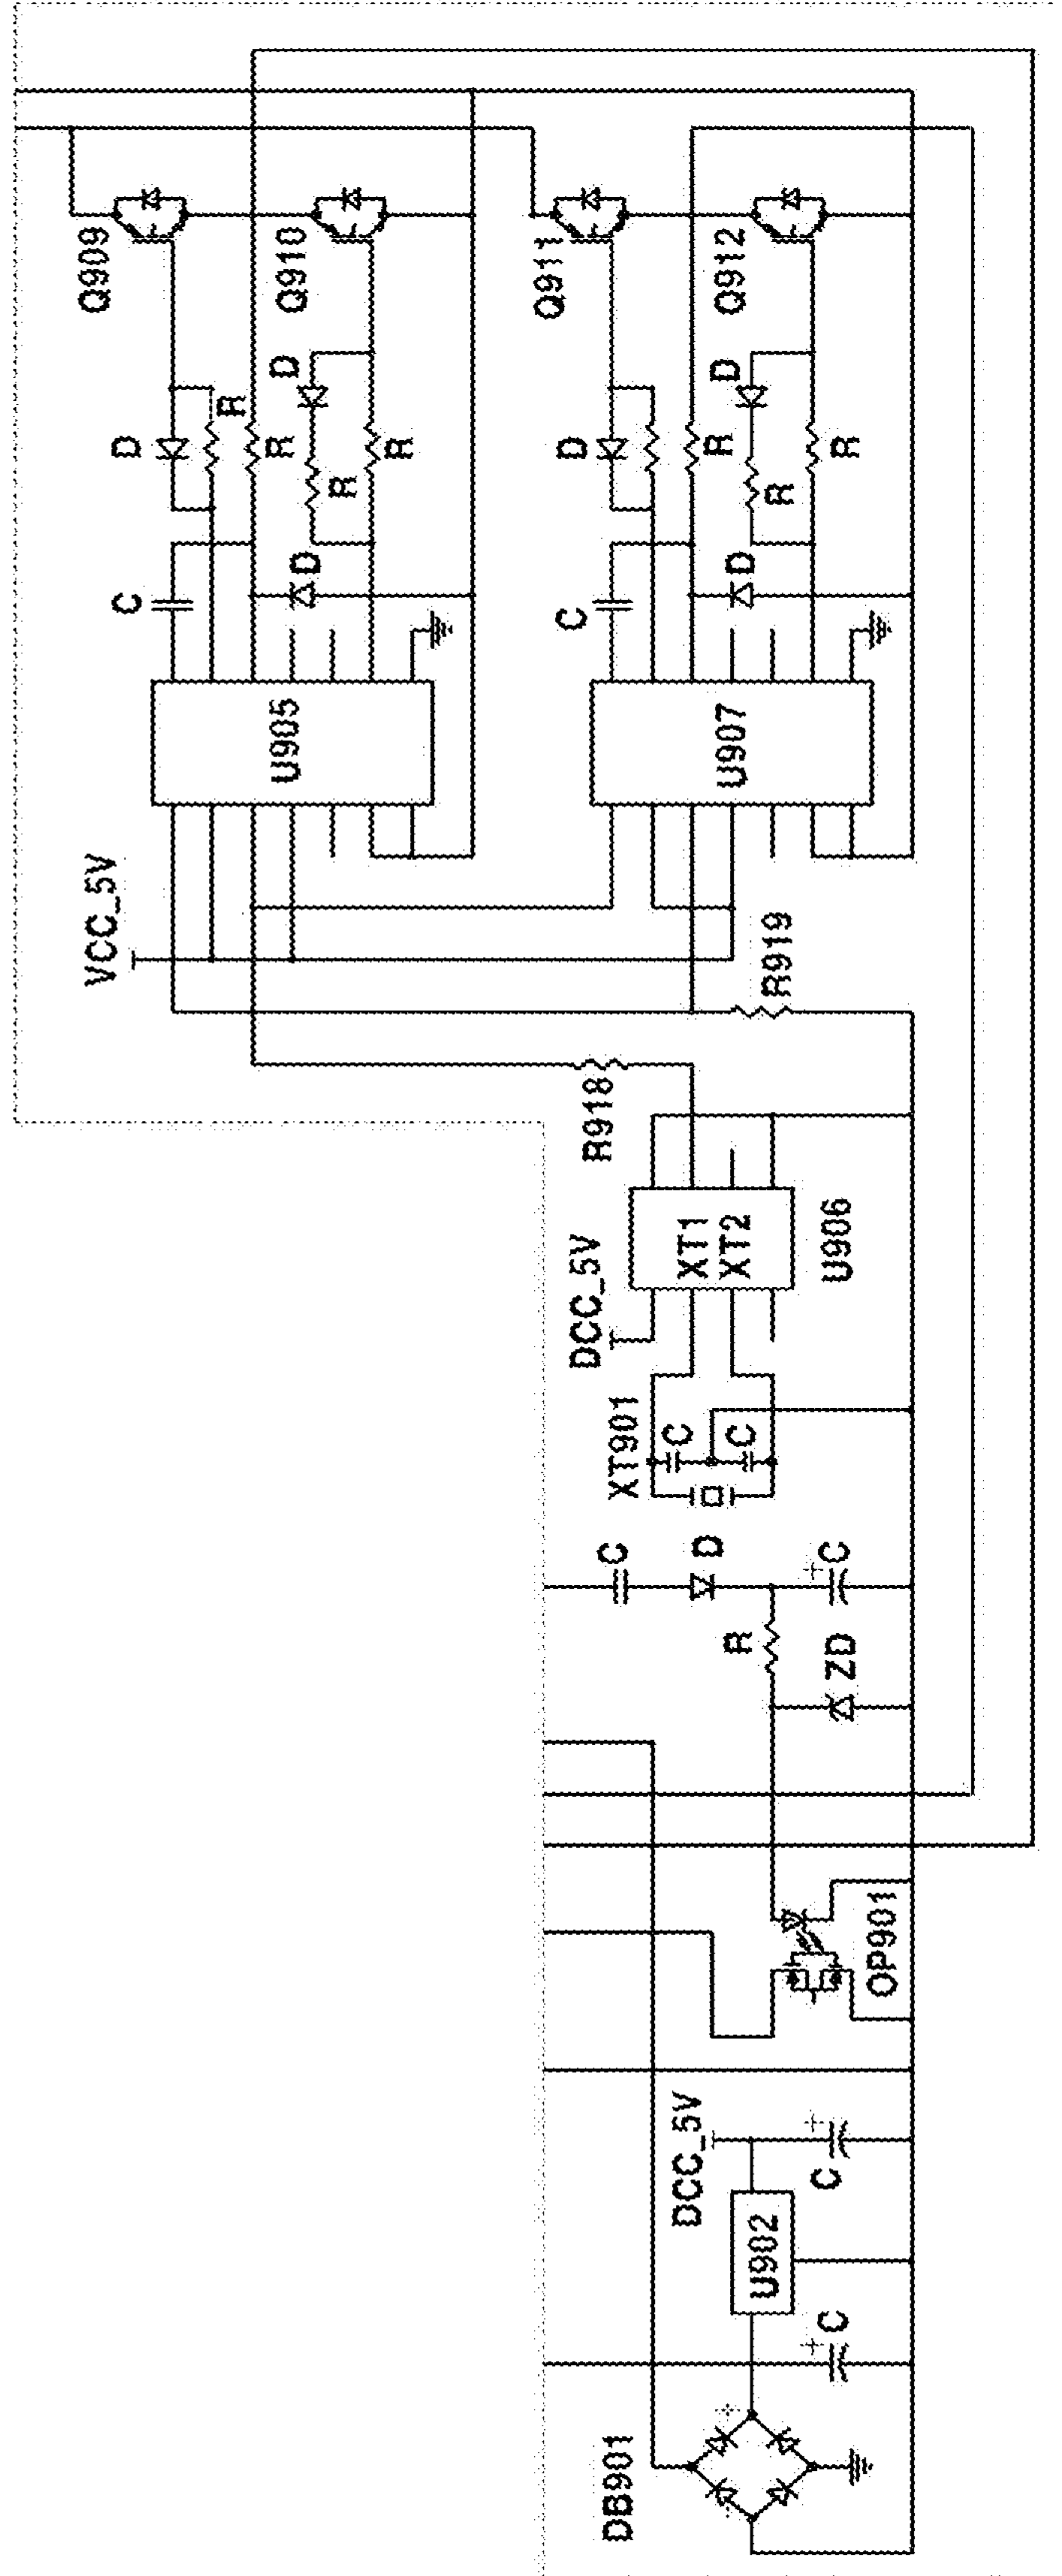 DB901
C
U902
DCC_5V
C
OP901
ZD
R
C
D
C
XT901
C
C
DCC_5V
XT1
XT2
U906
R918
R919
VCC_5V
U905
C
D
D
R
R
R
D
R
Q909
Q910
U907
C
D
D
R
R
D
R
Q911
Q912